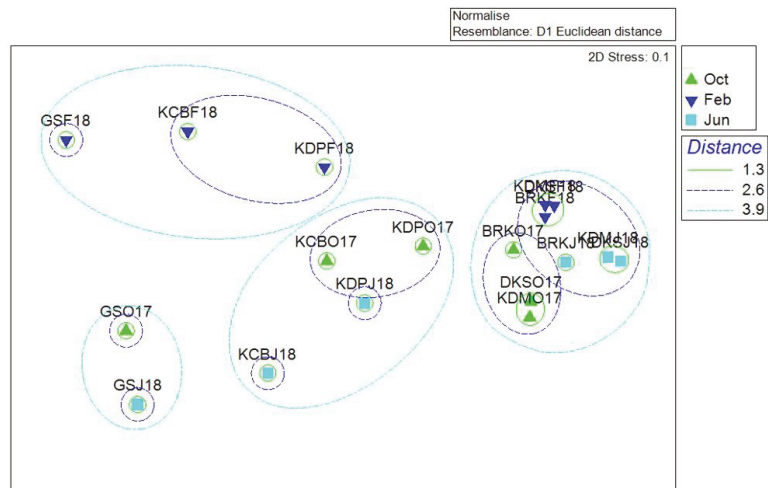 Normalise
Resemblance: D1 Euclidean distance
2D Stress: 0.1
Oct
Feb
Jun
Distance
1.3
2.6
3.9
GSF18
KCBF18
KDPF18
BRKF18
KCBO17
KDPO17
BRKO17
BRKJ18
KDMJ18
DKSJ18
KDPJ18
DKSO17
KDMO17
GSO17
KCBJ18
GSJ18